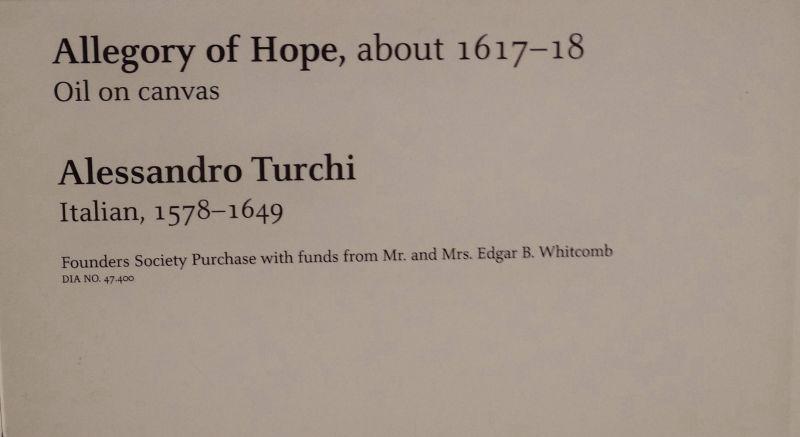 Allegory of Hope, about 1617–18
Oil on canvas
Alessandro Turchi
Italian, 1578–1649
Founders Society Purchase with funds from Mr. and Mrs. Edgar B. Whitcomb
DIA NO. 47.400